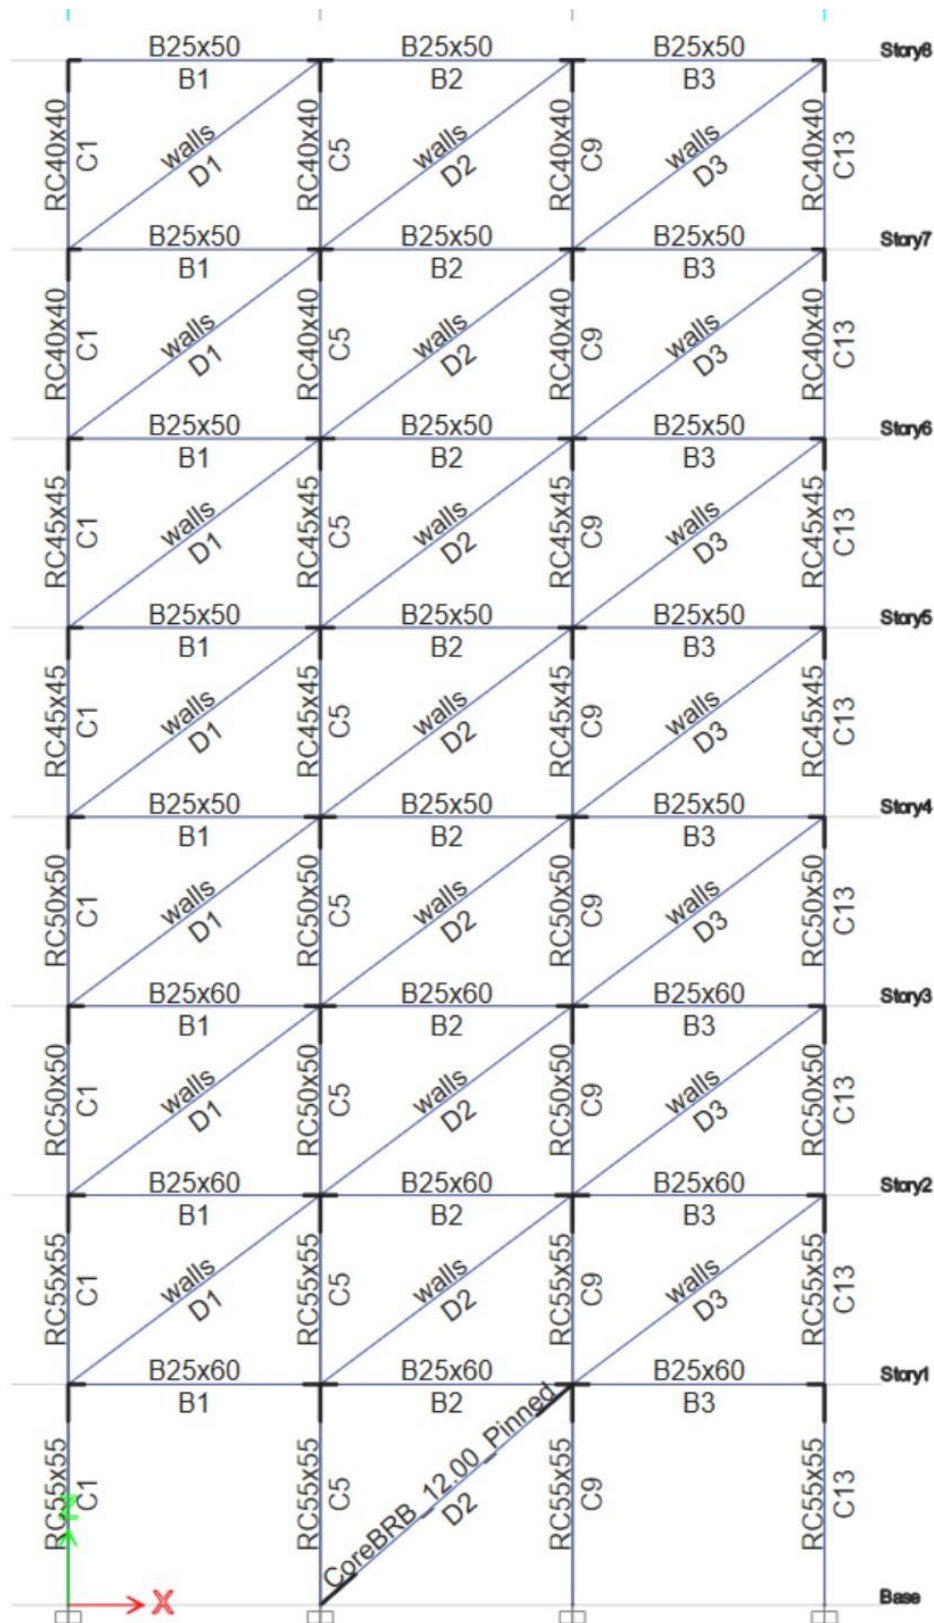 B25x50 B25x50 B25x50 Story8
B1 B2 B3
RC40x40 C1 walls D1 RC40x40 C5 walls D2 RC40x40 C9 walls D3 RC40x40 C13
B25x50 B25x50 B25x50 Story7
B1 B2 B3
RC40x40 C1 walls D1 RC40x40 C5 walls D2 RC40x40 C9 walls D3 RC40x40 C13
B25x50 B25x50 B25x50 Story6
B1 B2 B3
RC45x45 C1 walls D1 RC45x45 C5 walls D2 RC45x45 C9 walls D3 RC45x45 C13
B25x50 B25x50 B25x50 Story5
B1 B2 B3
RC45x45 C1 walls D1 RC45x45 C5 walls D2 RC45x45 C9 walls D3 RC45x45 C13
B25x50 B25x50 B25x50 Story4
B1 B2 B3
RC50x50 C1 walls D1 RC50x50 C5 walls D2 RC50x50 C9 walls D3 RC50x50 C13
B25x60 B25x60 B25x60 Story3
B1 B2 B3
RC50x50 C1 walls D1 RC50x50 C5 walls D2 RC50x50 C9 walls D3 RC50x50 C13
B25x60 B25x60 B25x60 Story2
B1 B2 B3
RC55x55 C1 walls D1 RC55x55 C5 walls D2 RC55x55 C9 walls D3 RC55x55 C13
B25x60 B25x60 B25x60 Story1
B1 B2 B3
RC55x55 C1 RC55x55 C5 CoreBRB_12.00_Pinned D2 RC55x55 C9 RC55x55 C13
Z
X Base